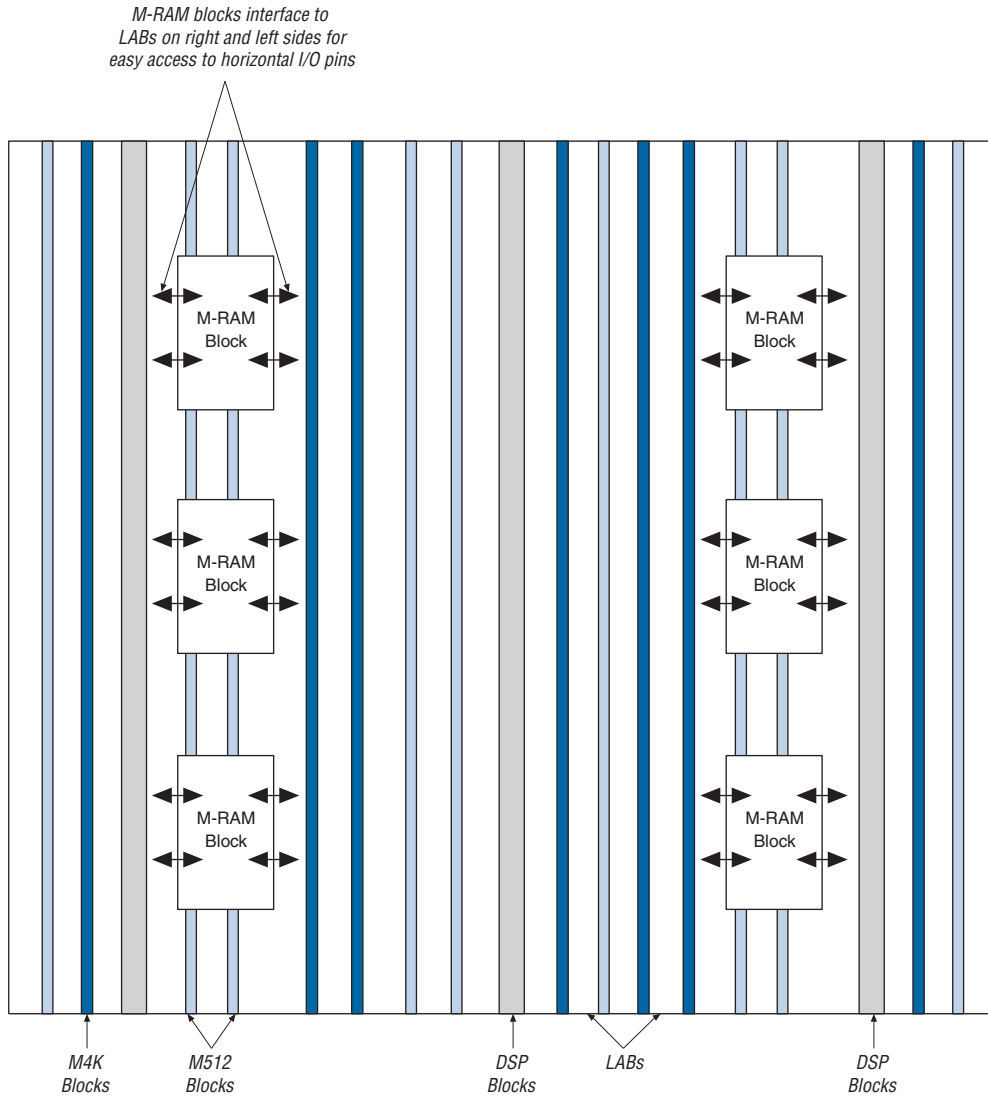 M-RAM blocks interface to
LABs on right and left sides for
easy access to horizontal I/O pins
M-RAM
Block
M-RAM
Block
M-RAM
Block
M-RAM
Block
M-RAM
Block
M-RAM
Block
M4K
Blocks
M512
Blocks
DSP
Blocks
LABs
DSP
Blocks